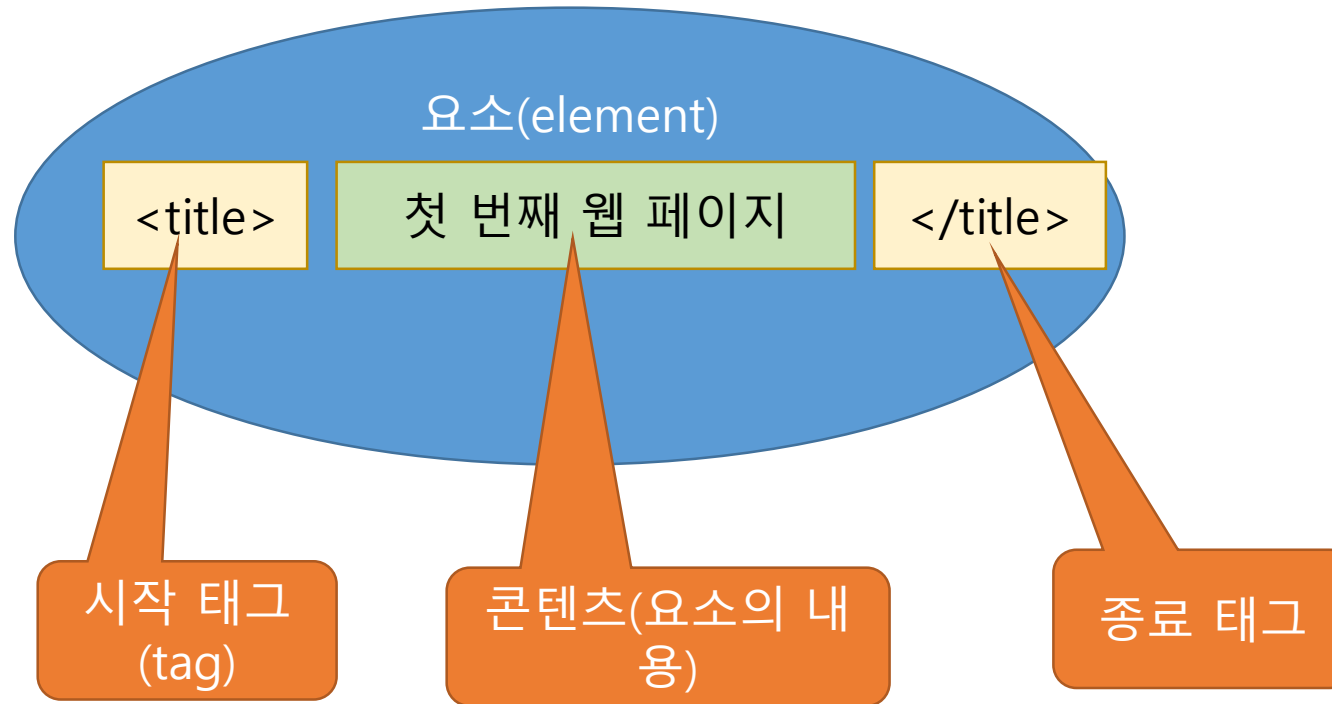 요소(element)
<title> 첫 번째 웹 페이지 </title>
시작 태그
(tag)
콘텐츠(요소의 내
용)
종료 태그